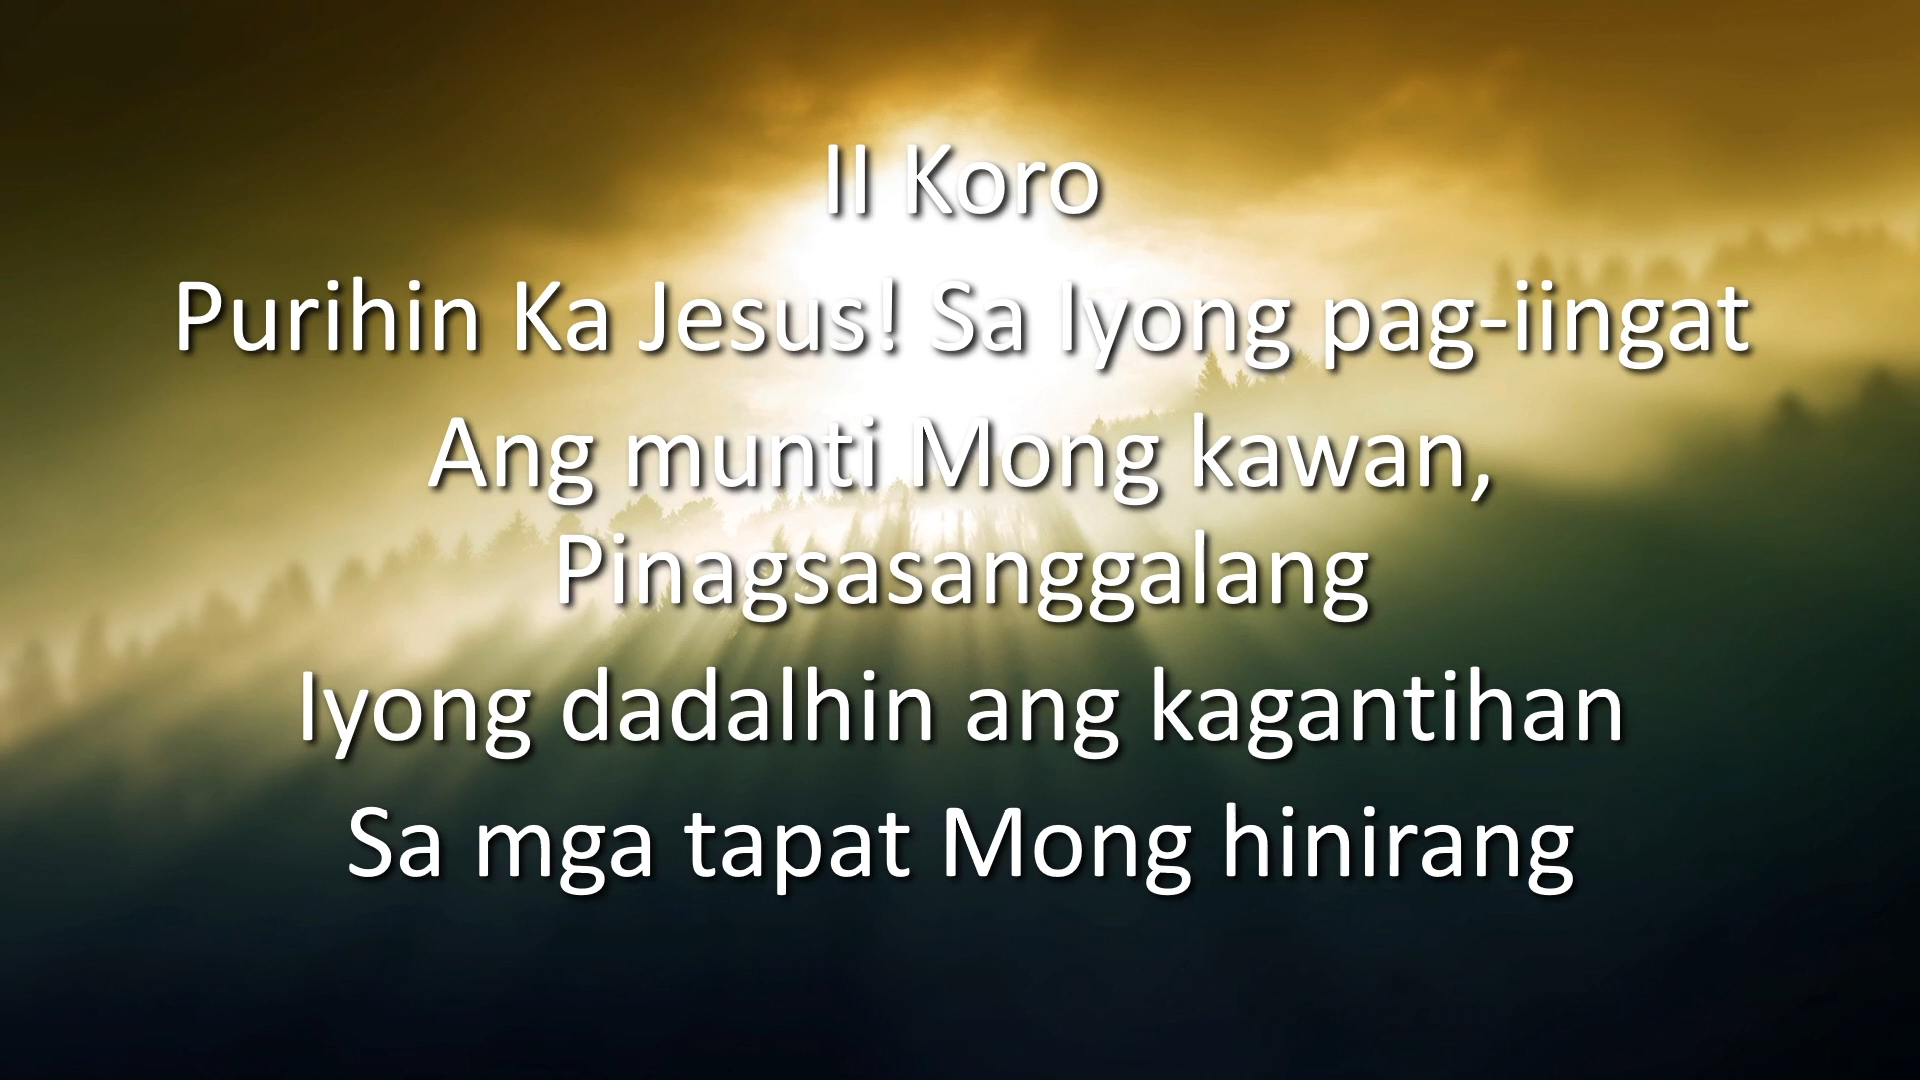 II Koro
Purihin Ka Jesus! Sa Iyong pag-iingat
Ang munti Mong kawan,
Pinagsasanggalang
Iyong dadalhin ang kagantihan
Sa mga tapat Mong hinirang